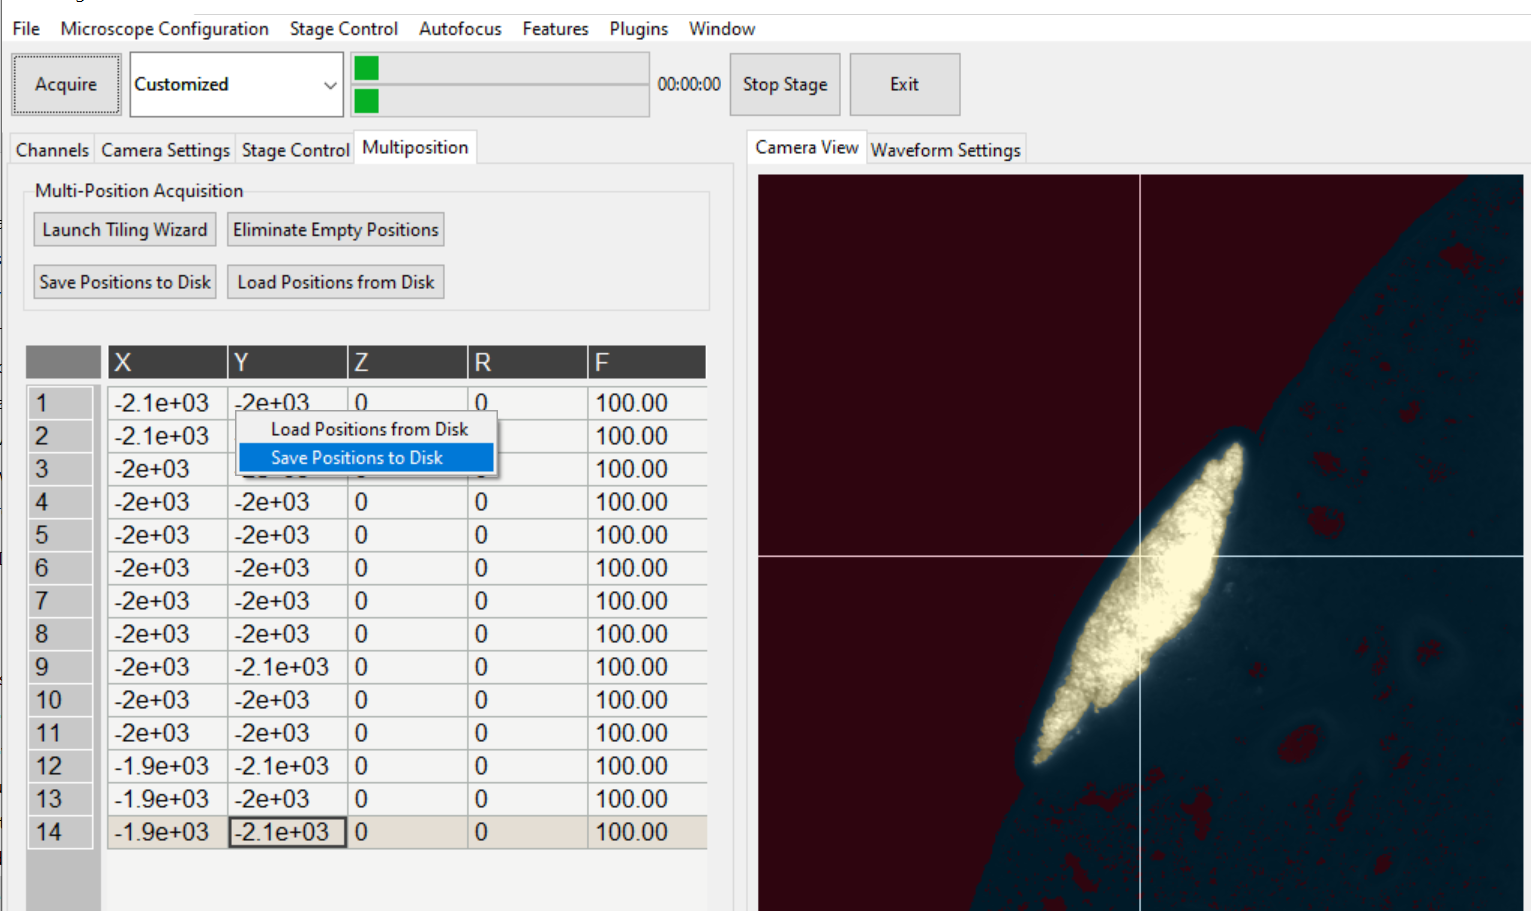 File Microscope Configuration Stage Control Autofocus Features Plugins Window
Acquire Customized 00:00:00 Stop Stage Exit
Channels Camera Settings Stage Control Multiposition
Camera View Waveform Settings
Multi-Position Acquisition
Launch Tiling Wizard Eliminate Empty Positions
Save Positions to Disk Load Positions from Disk
X Y Z R F
1 -2.1e+03 -2e+03 0 0 100.00
Load Positions from Disk
2 -2.1e+03 100.00
Save Positions to Disk
3 -2e+03 100.00
4 -2e+03 -2e+03 0 0 100.00
5 -2e+03 -2e+03 0 0 100.00
6 -2e+03 -2e+03 0 0 100.00
7 -2e+03 -2e+03 0 0 100.00
8 -2e+03 -2e+03 0 0 100.00
9 -2e+03 -2.1e+03 0 0 100.00
10 -2e+03 -2e+03 0 0 100.00
11 -2e+03 -2e+03 0 0 100.00
12 -1.9e+03 -2.1e+03 0 0 100.00
13 -1.9e+03 -2e+03 0 0 100.00
14 -1.9e+03 -2.1e+03 0 0 100.00